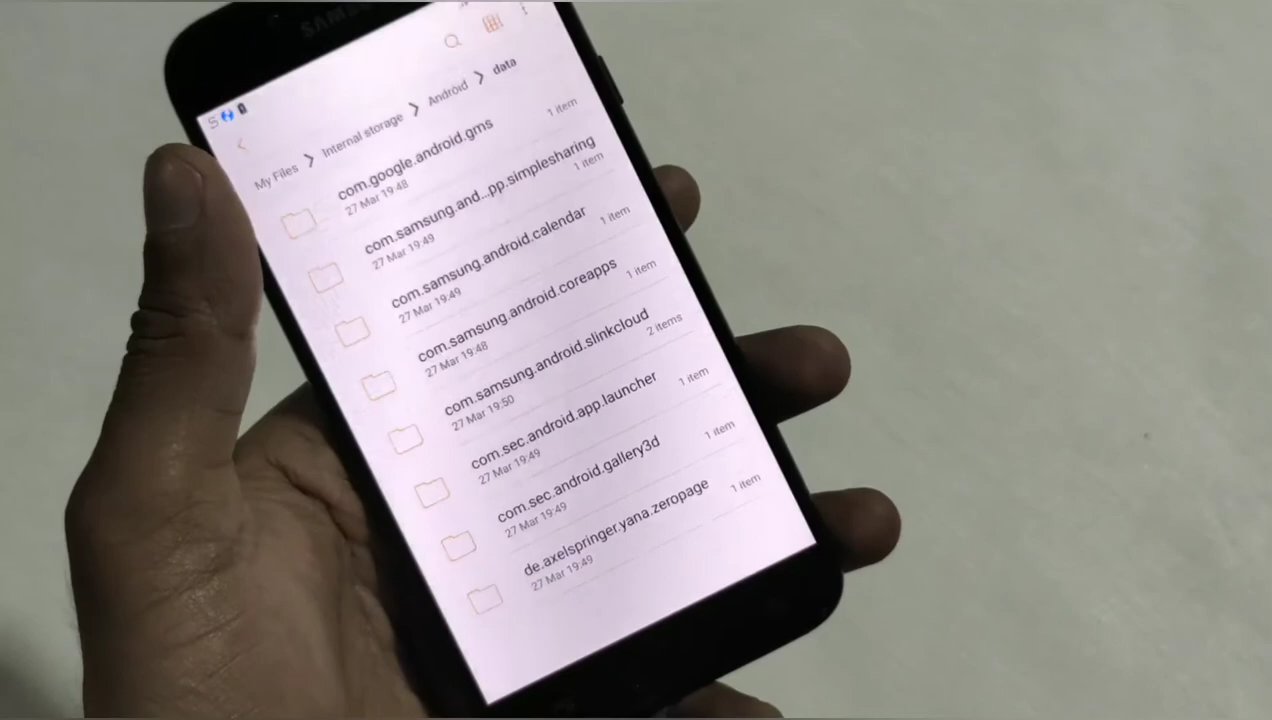 SAMSUNG
My Files > Internal storage > Android > data
com.google.android.gms
27 Mar 19:48
1 item
com.samsung.and...pp.simplesharing
27 Mar 19:49
1 item
com.samsung.android.calendar
27 Mar 19:49
1 item
com.samsung.android.coreapps
27 Mar 19:48
1 item
com.samsung.android.slinkcloud
27 Mar 19:50
2 items
com.sec.android.app.launcher
27 Mar 19:49
1 item
com.sec.android.gallery3d
27 Mar 19:49
1 item
de.axelspringer.yana.zeropage
27 Mar 19:49
1 item